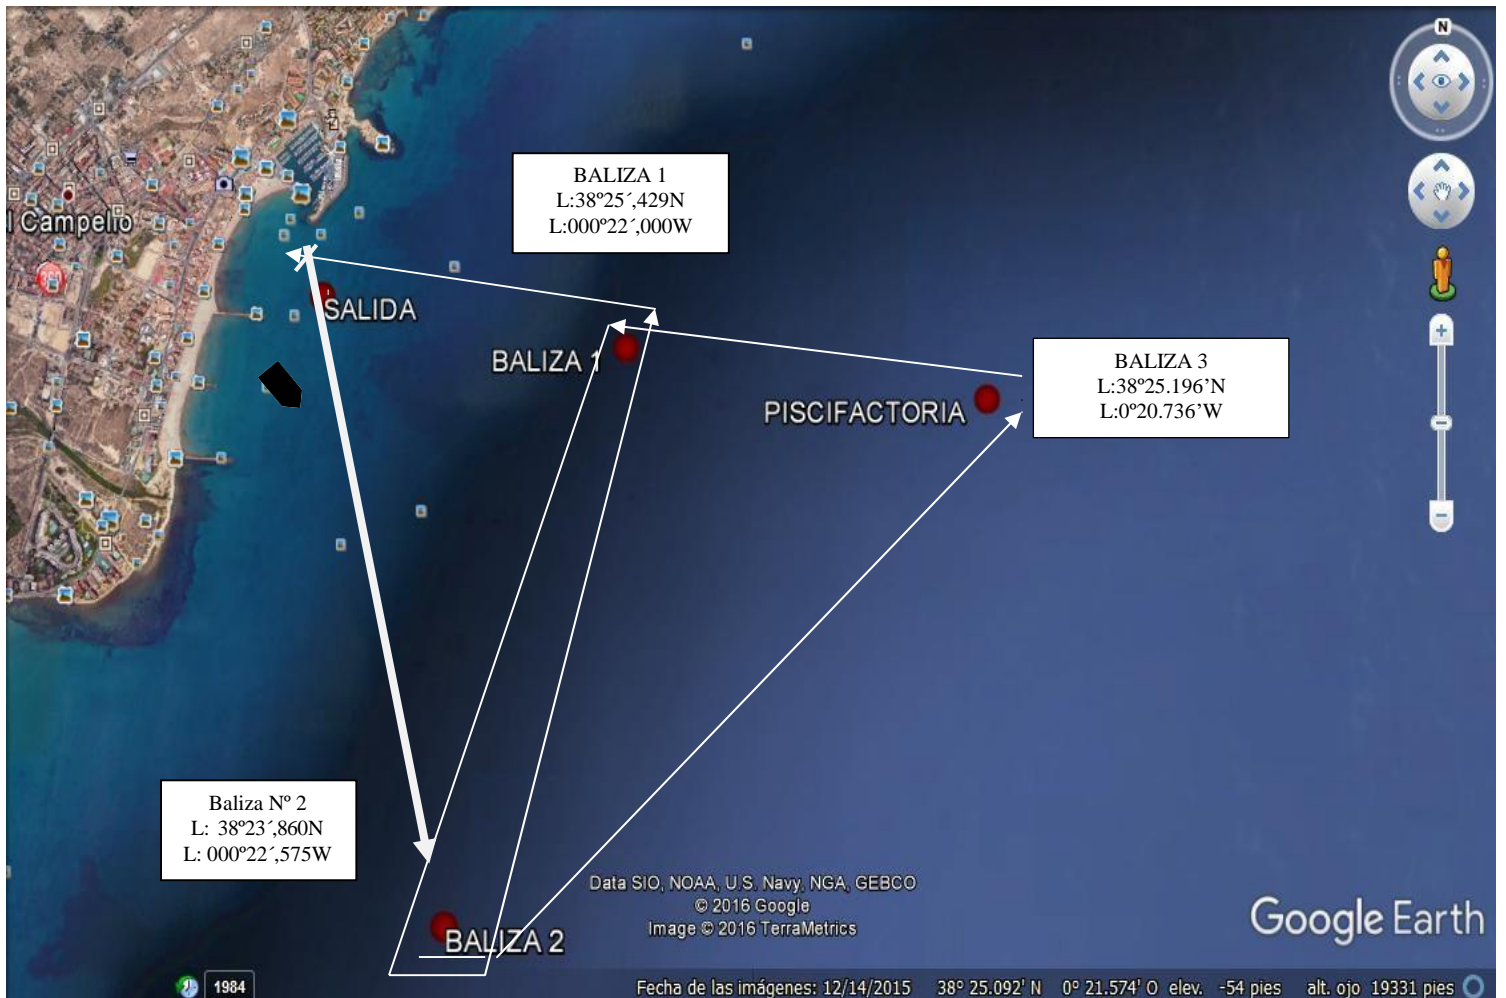 N
BALIZA 1
L:38º25´,429N
L:000º22´,000W
l Campello
SALIDA
BALIZA 1
BALIZA 3
L:38º25.196’N
L:0º20.736’W
PISCIFACTORIA
Baliza Nº 2
L: 38º23´,860N
L: 000º22´,575W
BALIZA 2
Data SIO, NOAA, U.S. Navy, NGA, GEBCO
© 2016 Google
Image © 2016 TerraMetrics
Google Earth
1984
Fecha de las imágenes: 12/14/2015 38° 25.092' N 0° 21.574' O elev. -54 pies alt. ojo 19331 pies